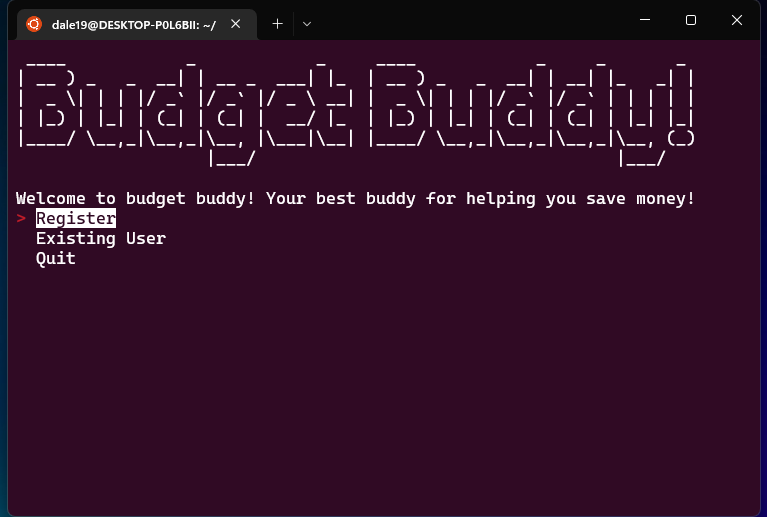 dale19@DESKTOP-P0L6BII: ~/
Budget Buddy!
Welcome to budget buddy! Your best buddy for helping you save money!
> Register
Existing User
Quit